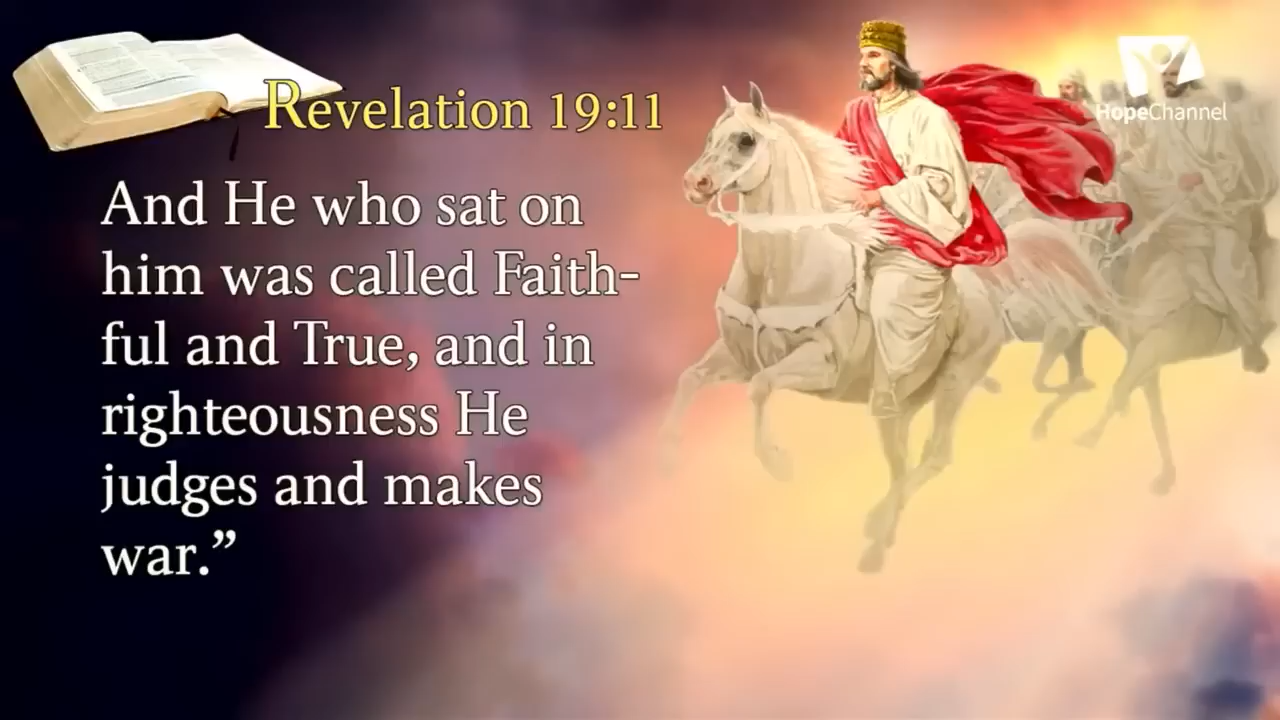 Revelation 19:11
HopeChannel
And He who sat on
him was called Faith-
ful and True, and in
righteousness He
judges and makes
war.”